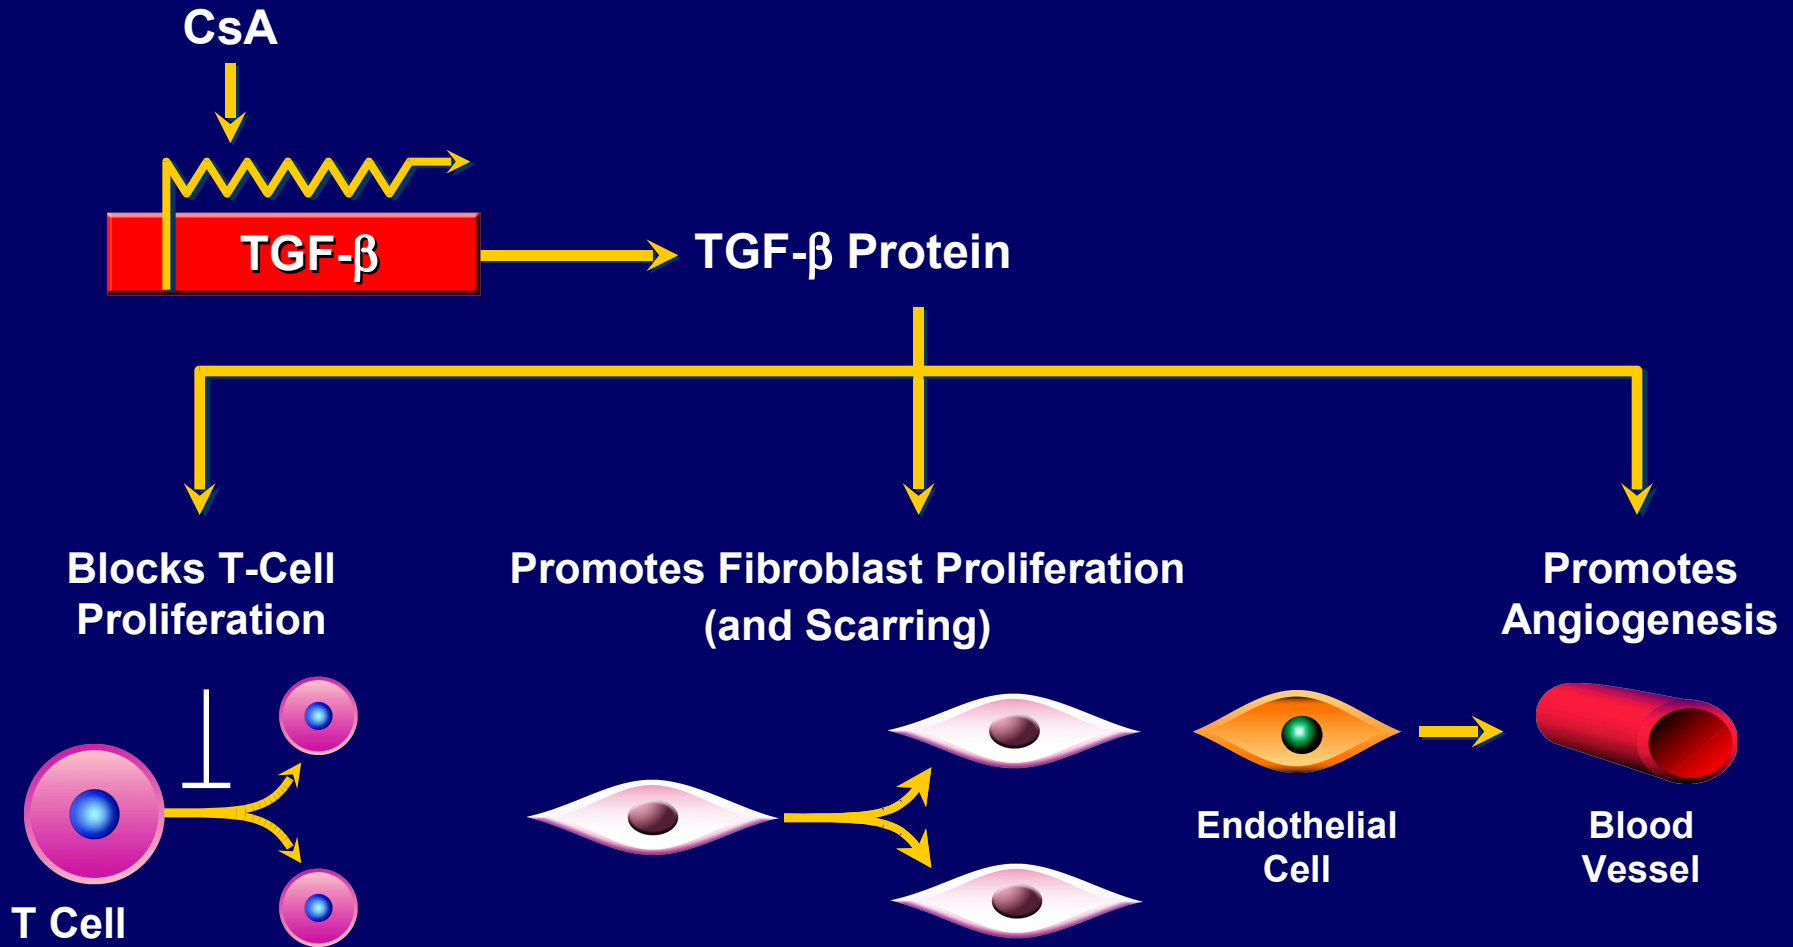 CsA
TGF-β
TGF-β Protein
Blocks T-Cell
Proliferation
Promotes Fibroblast Proliferation
(and Scarring)
Promotes
Angiogenesis
T Cell
Endothelial
Cell
Blood
Vessel